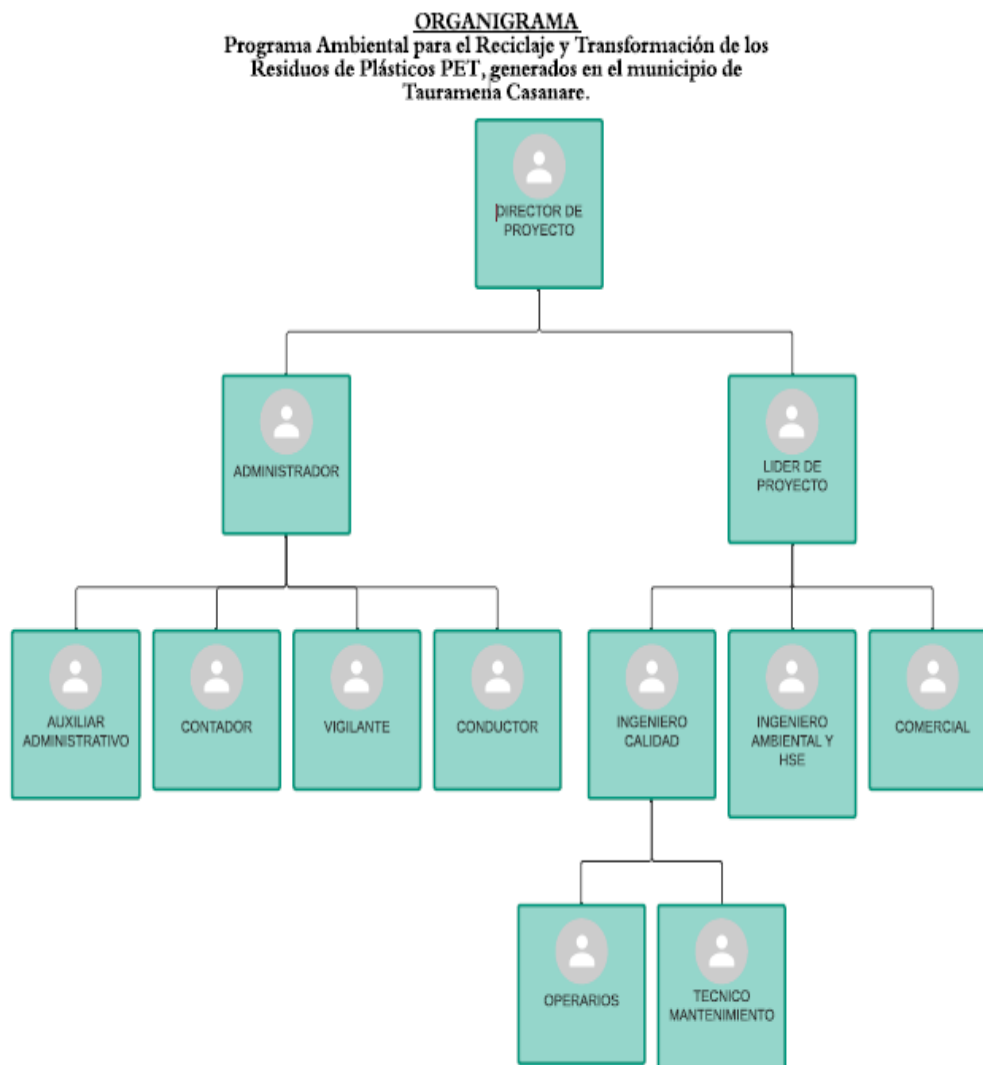 ORGANIGRAMA
Programa Ambiental para el Reciclaje y Transformación de los
Residuos de Plásticos PET, generados en el municipio de
Tauramena Casanare.
DIRECTOR DE
PROYECTO
ADMINISTRADOR
LIDER DE
PROYECTO
AUXILIAR
ADMINISTRATIVO
CONTADOR
VIGILANTE
CONDUCTOR
INGENIERO
CALIDAD
INGENIERO
AMBIENTAL Y
HSE
COMERCIAL
OPERARIOS
TECNICO
MANTENIMIENTO